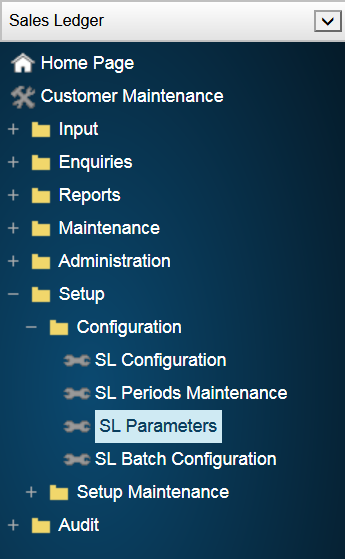 Sales Ledger
Home Page
Customer Maintenance
Input
Enquiries
Reports
Maintenance
Administration
Setup
Configuration
SL Configuration
SL Periods Maintenance
SL Parameters
SL Batch Configuration
Setup Maintenance
Audit